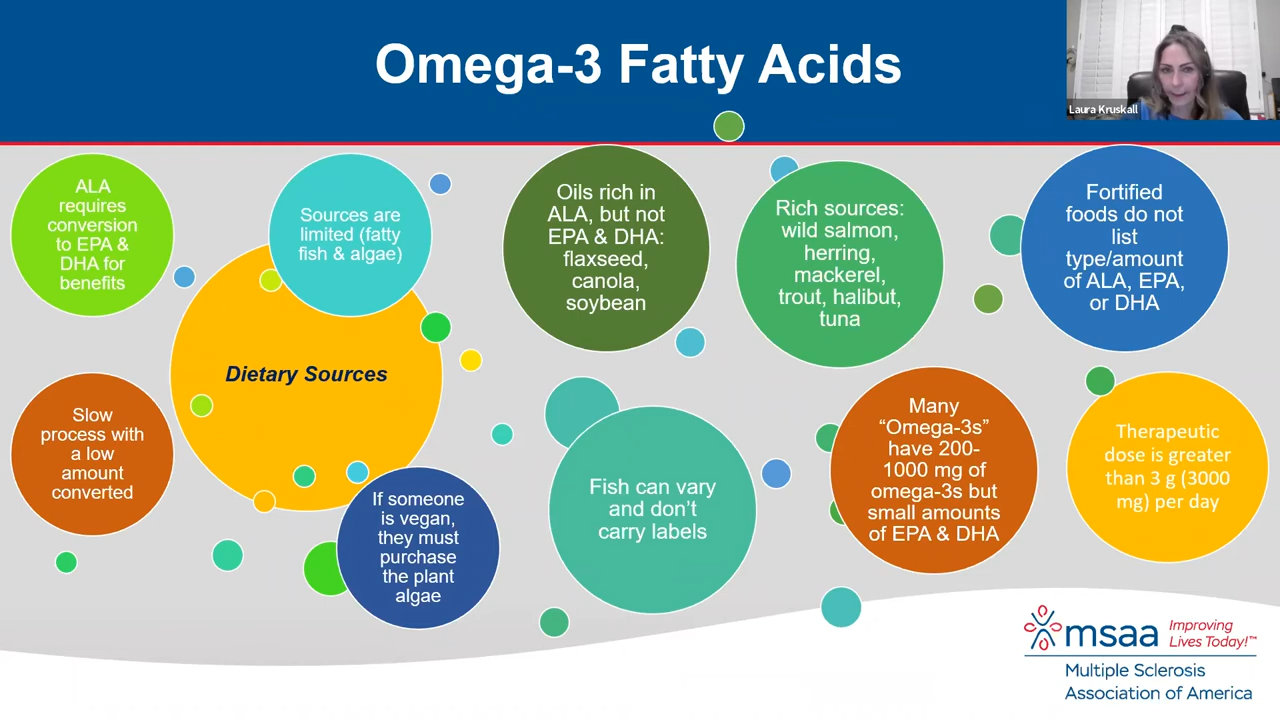 Omega-3 Fatty Acids
Laura Kruskall
ALA
requires
conversion
to EPA &
DHA for
benefits
Sources are
limited (fatty
fish & algae)
Oils rich in
ALA, but not
EPA & DHA:
flaxseed,
canola,
soybean
Rich sources:
wild salmon,
herring,
mackerel,
trout, halibut,
tuna
Fortified
foods do not
list
type/amount
of ALA, EPA,
or DHA
Dietary Sources
Slow
process with
a low
amount
converted
If someone
is vegan,
they must
purchase
the plant
algae
Fish can vary
and don't
carry labels
Many
“Omega-3s”
have 200-
1000 mg of
omega-3s but
small amounts
of EPA & DHA
Therapeutic
dose is greater
than 3 g (3000
mg) per day
msaa
Improving
Lives Today!™
Multiple Sclerosis
Association of America